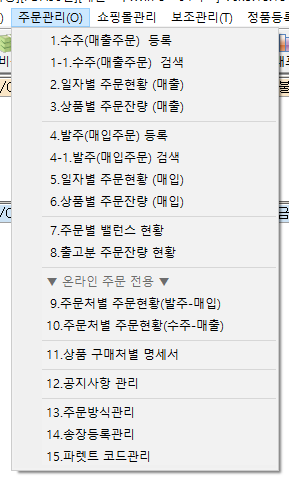 주문관리(O) 쇼핑몰관리 보조관리(T) 정품등
1.수주(매출주문) 등록
1-1.수주(매출주문) 검색
2.일자별 주문현황 (매출)
3.상품별 주문잔량 (매출)
4.발주(매입주문) 등록
4-1.발주(매입주문) 검색
5.일자별 주문현황 (매입)
6.상품별 주문잔량 (매입)
7.주문별 밸런스 현황
8.출고분 주문잔량 현황
▼ 온라인 주문 전용 ▼
9.주문처별 주문현황(발주-매입)
10.주문처별 주문현황(수주-매출)
11.상품 구매처별 명세서
12.공지사항 관리
13.주문방식관리
14.송장등록관리
15.파렛트 코드관리